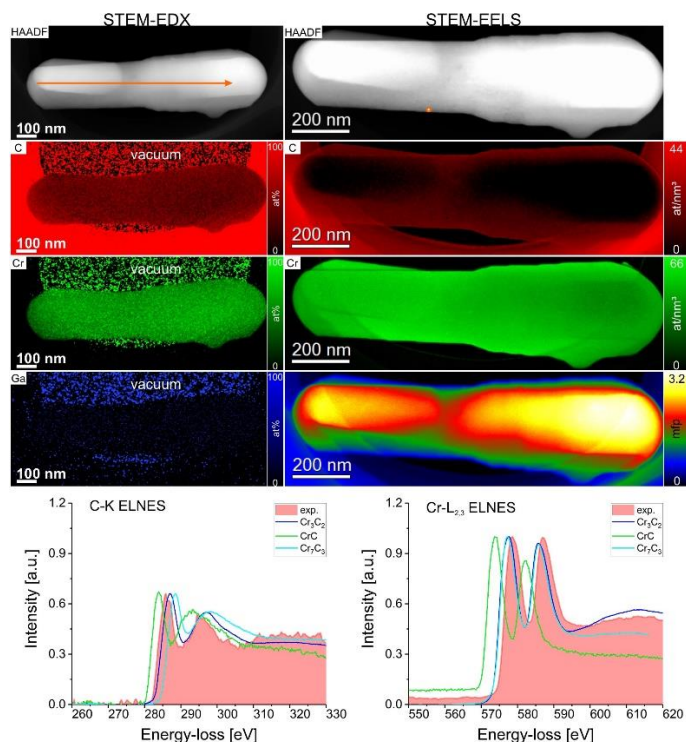 STEM-EDX
STEM-EELS
HAADF
100 nm
HAADF
200 nm
C
vacuum
100 nm
100
at%
0
C
200 nm
44
at/nm³
0
Cr
vacuum
100 nm
100
at%
0
Cr
200 nm
66
at/nm³
0
Ga
vacuum
100 nm
100
at%
0
200 nm
3.2
mfp
0
C-K ELNES
exp.
Cr₃C₂
CrC
Cr₇C₃
Intensity [a.u.]
1.2
0.9
0.6
0.3
0.0
260 270 280 290 300 310 320 330
Energy-loss [eV]
Cr-L₂,₃ ELNES
exp.
Cr₃C₂
CrC
Cr₇C₃
Intensity [a.u.]
1.2
0.9
0.6
0.3
0.0
550 560 570 580 590 600 610 620
Energy-loss [eV]